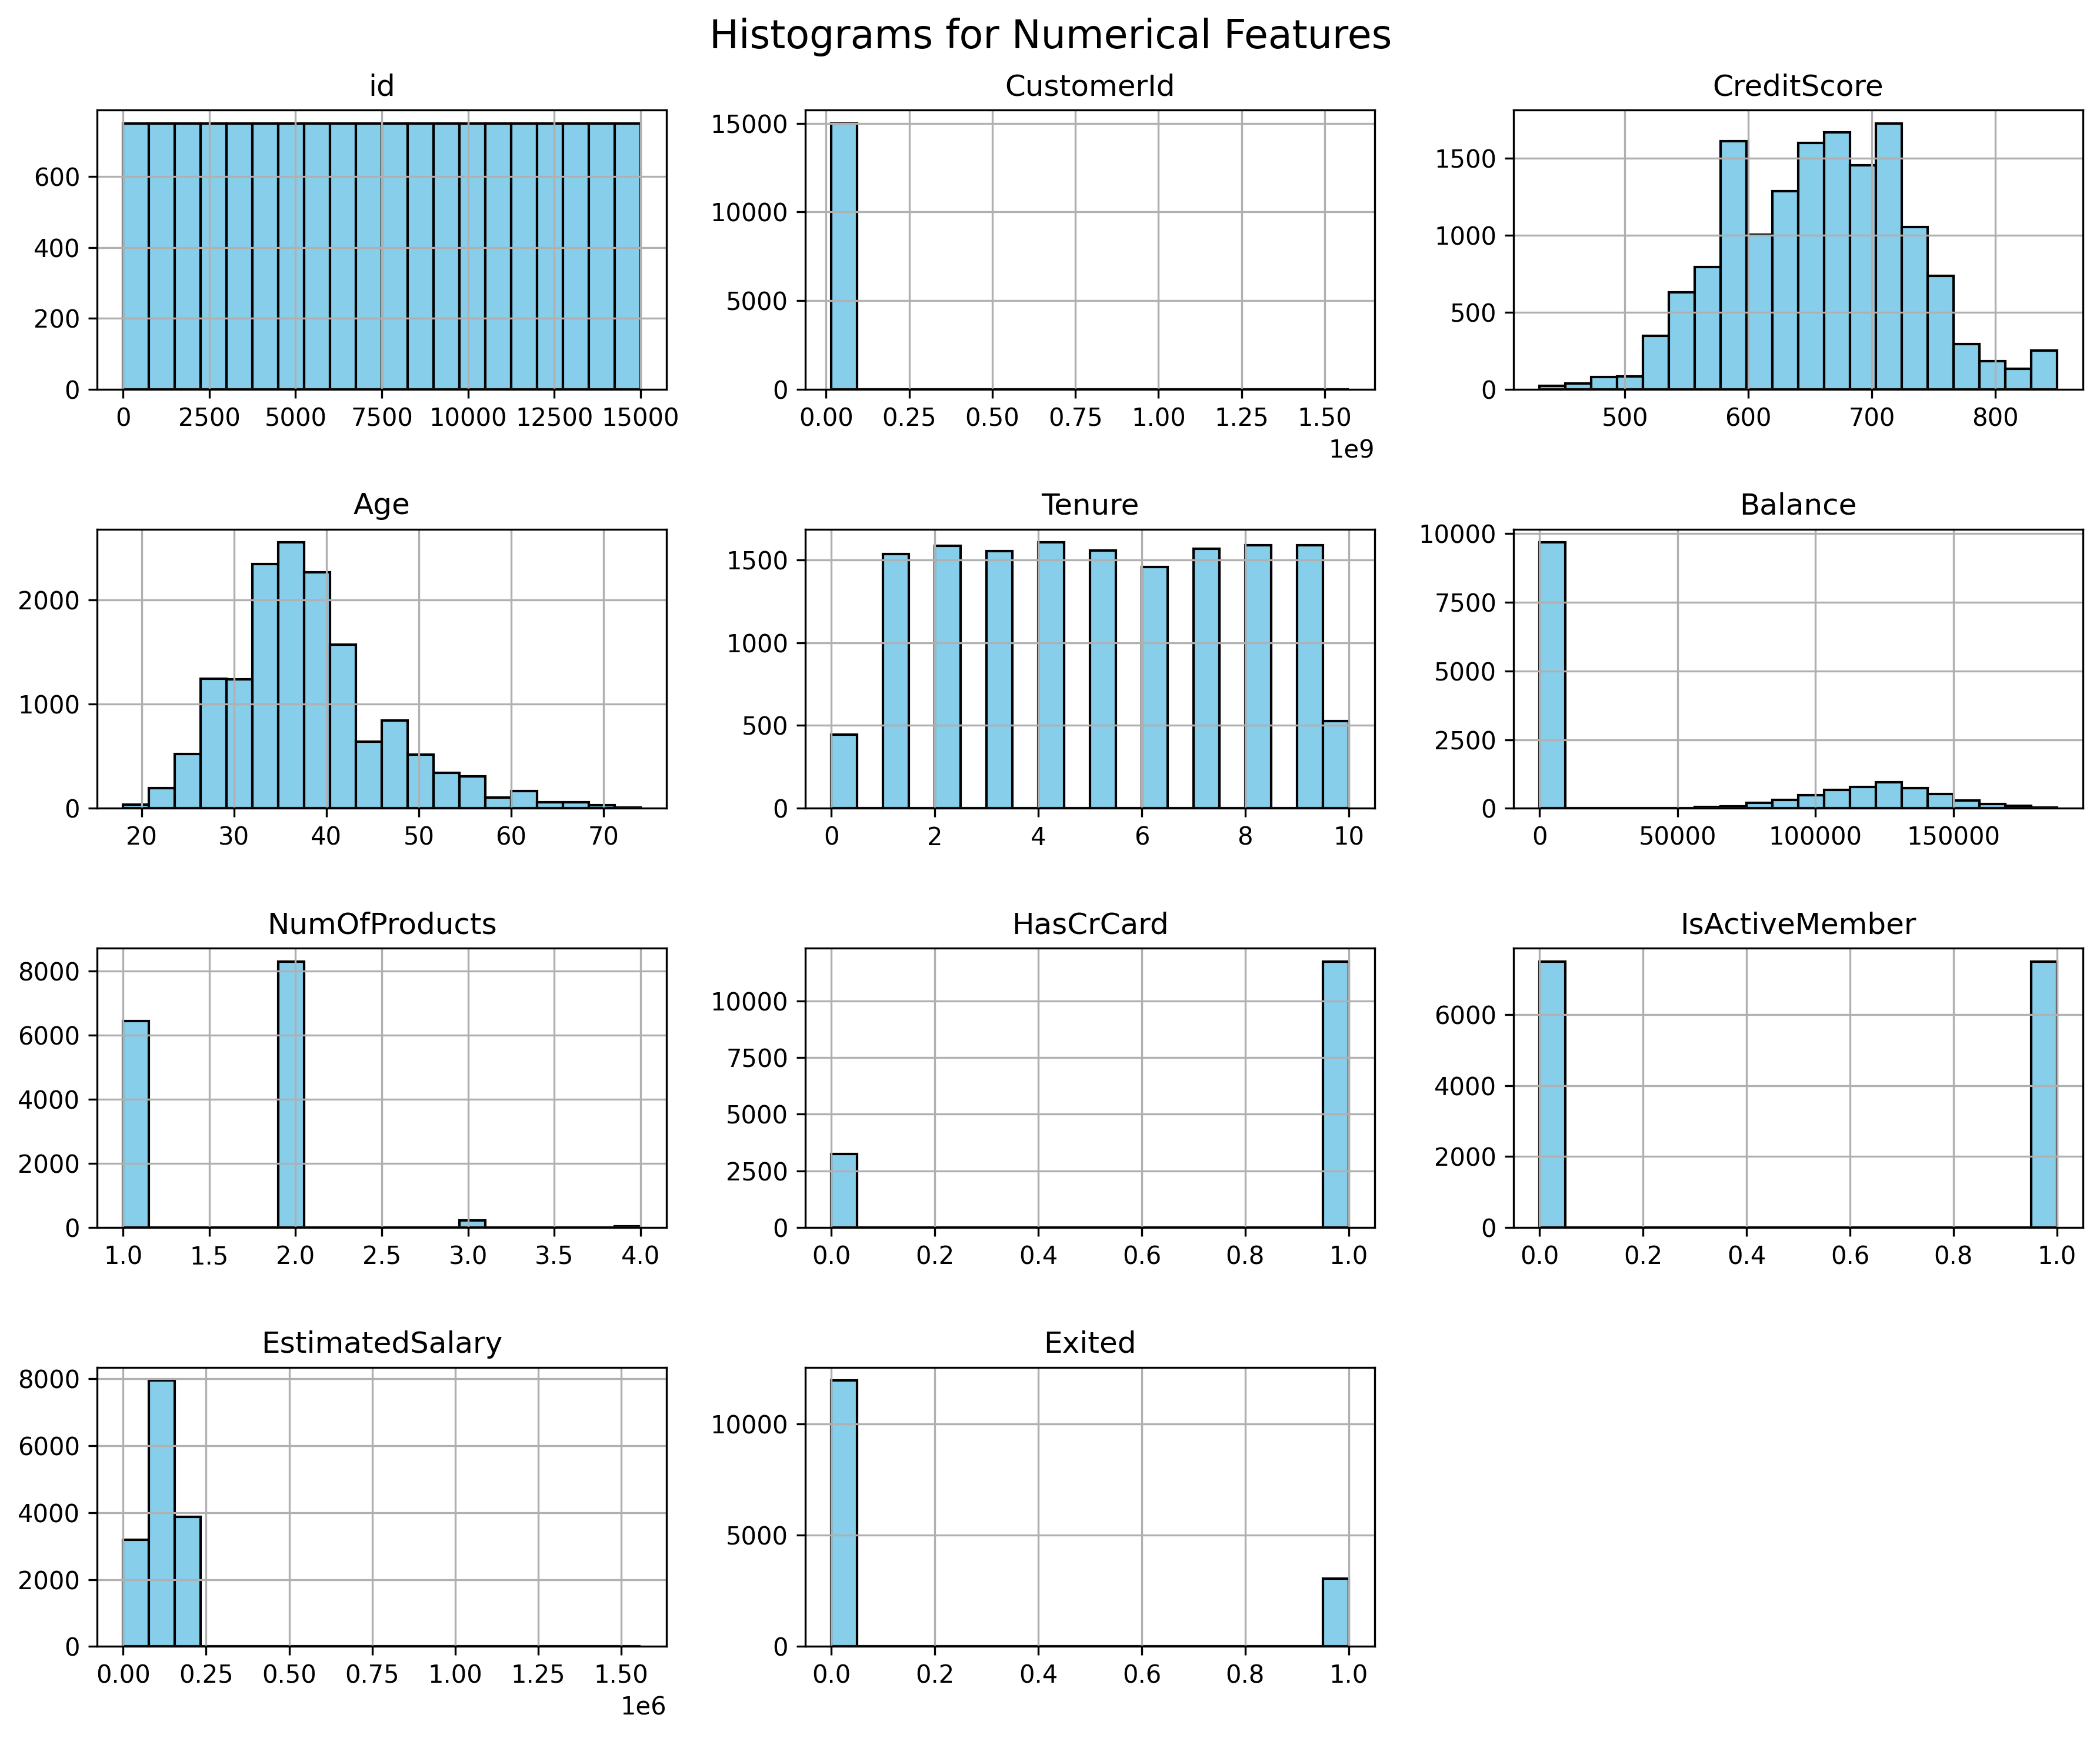 Histograms for Numerical Features
id
CustomerId
CreditScore
600
400
200
0
0 2500 5000 7500 10000 12500 15000
15000
10000
5000
0
0.00 0.25 0.50 0.75 1.00 1.25 1.50
1e9
1500
1000
500
0
500 600 700 800
Age
Tenure
Balance
2000
1000
0
20 30 40 50 60 70
1500
1000
500
0
0 2 4 6 8 10
10000
7500
5000
2500
0
0 50000 100000 150000
NumOfProducts
HasCrCard
IsActiveMember
8000
6000
4000
2000
0
1.0 1.5 2.0 2.5 3.0 3.5 4.0
10000
7500
5000
2500
0
0.0 0.2 0.4 0.6 0.8 1.0
6000
4000
2000
0
0.0 0.2 0.4 0.6 0.8 1.0
EstimatedSalary
Exited
8000
6000
4000
2000
0
0.00 0.25 0.50 0.75 1.00 1.25 1.50
1e6
10000
5000
0
0.0 0.2 0.4 0.6 0.8 1.0